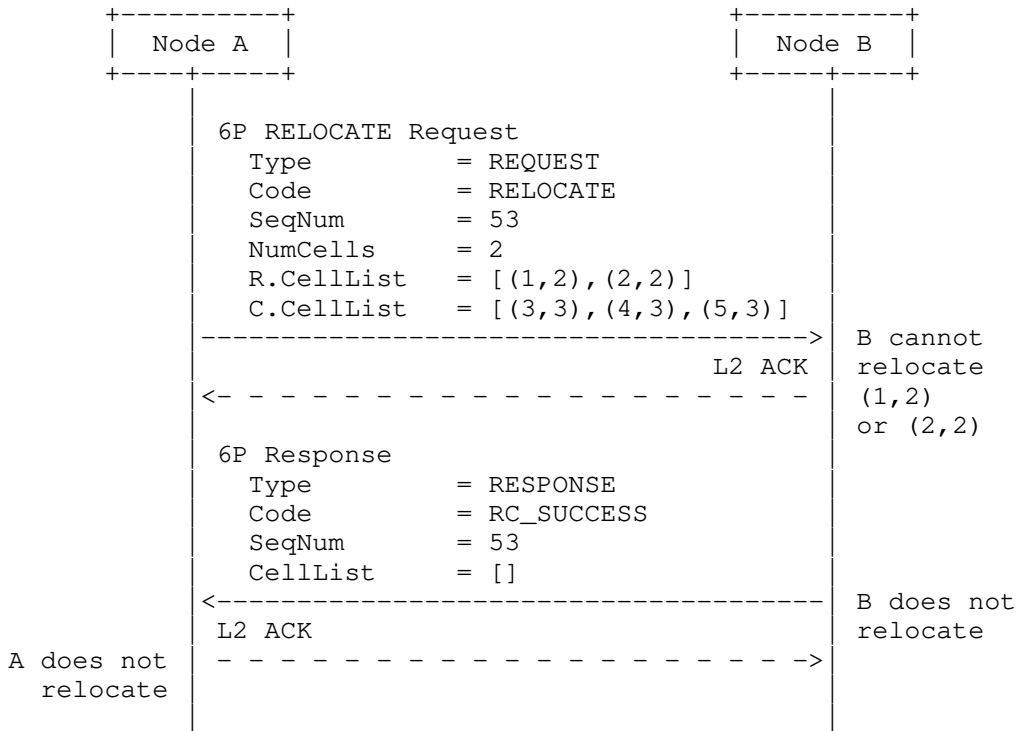 Node A Node B
6P RELOCATE Request
Type = REQUEST
Code = RELOCATE
SeqNum = 53
NumCells = 2
R.CellList = [(1,2),(2,2)]
C.CellList = [(3,3),(4,3),(5,3)]
B cannot
L2 ACK relocate
(1,2)
or (2,2)
6P Response
Type = RESPONSE
Code = RC_SUCCESS
SeqNum = 53
CellList = []
B does not
L2 ACK relocate
A does not
relocate